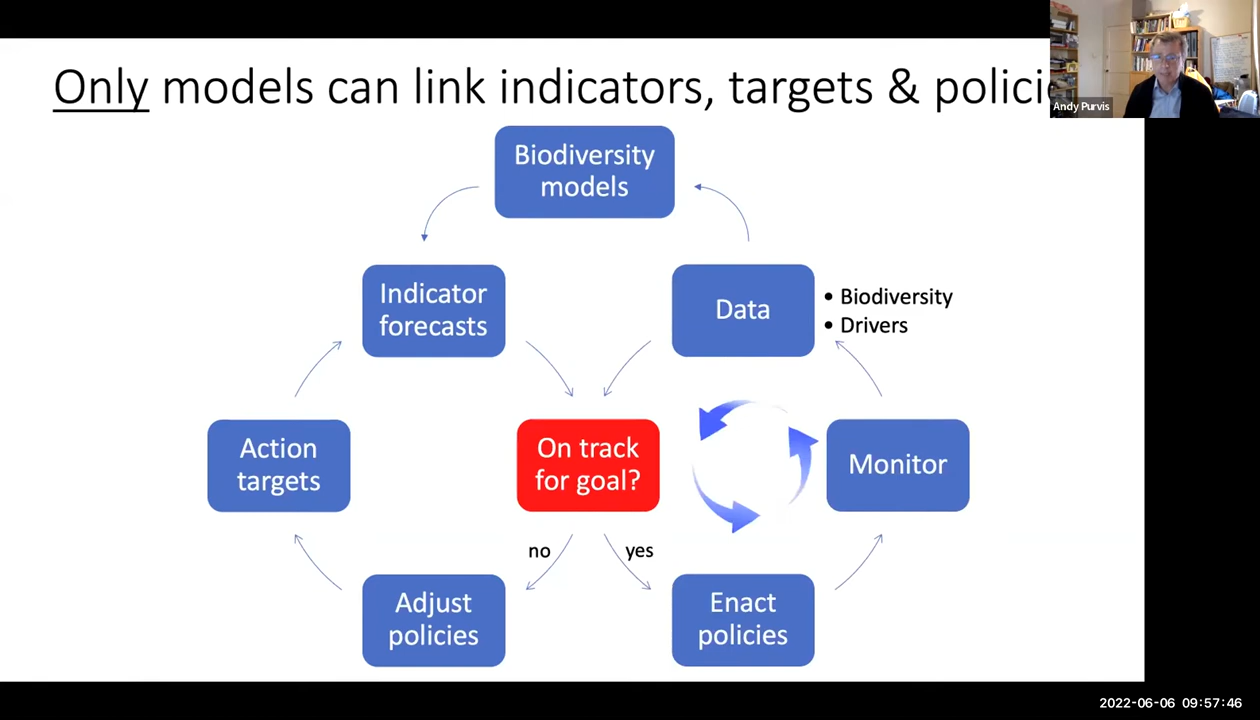 Only models can link indicators, targets & polici
Andy Purvis
Biodiversity
models
Indicator
forecasts
Data
• Biodiversity
• Drivers
Action
targets
On track
for goal?
Monitor
no
yes
Adjust
policies
Enact
policies
2022-06-06 09:57:46